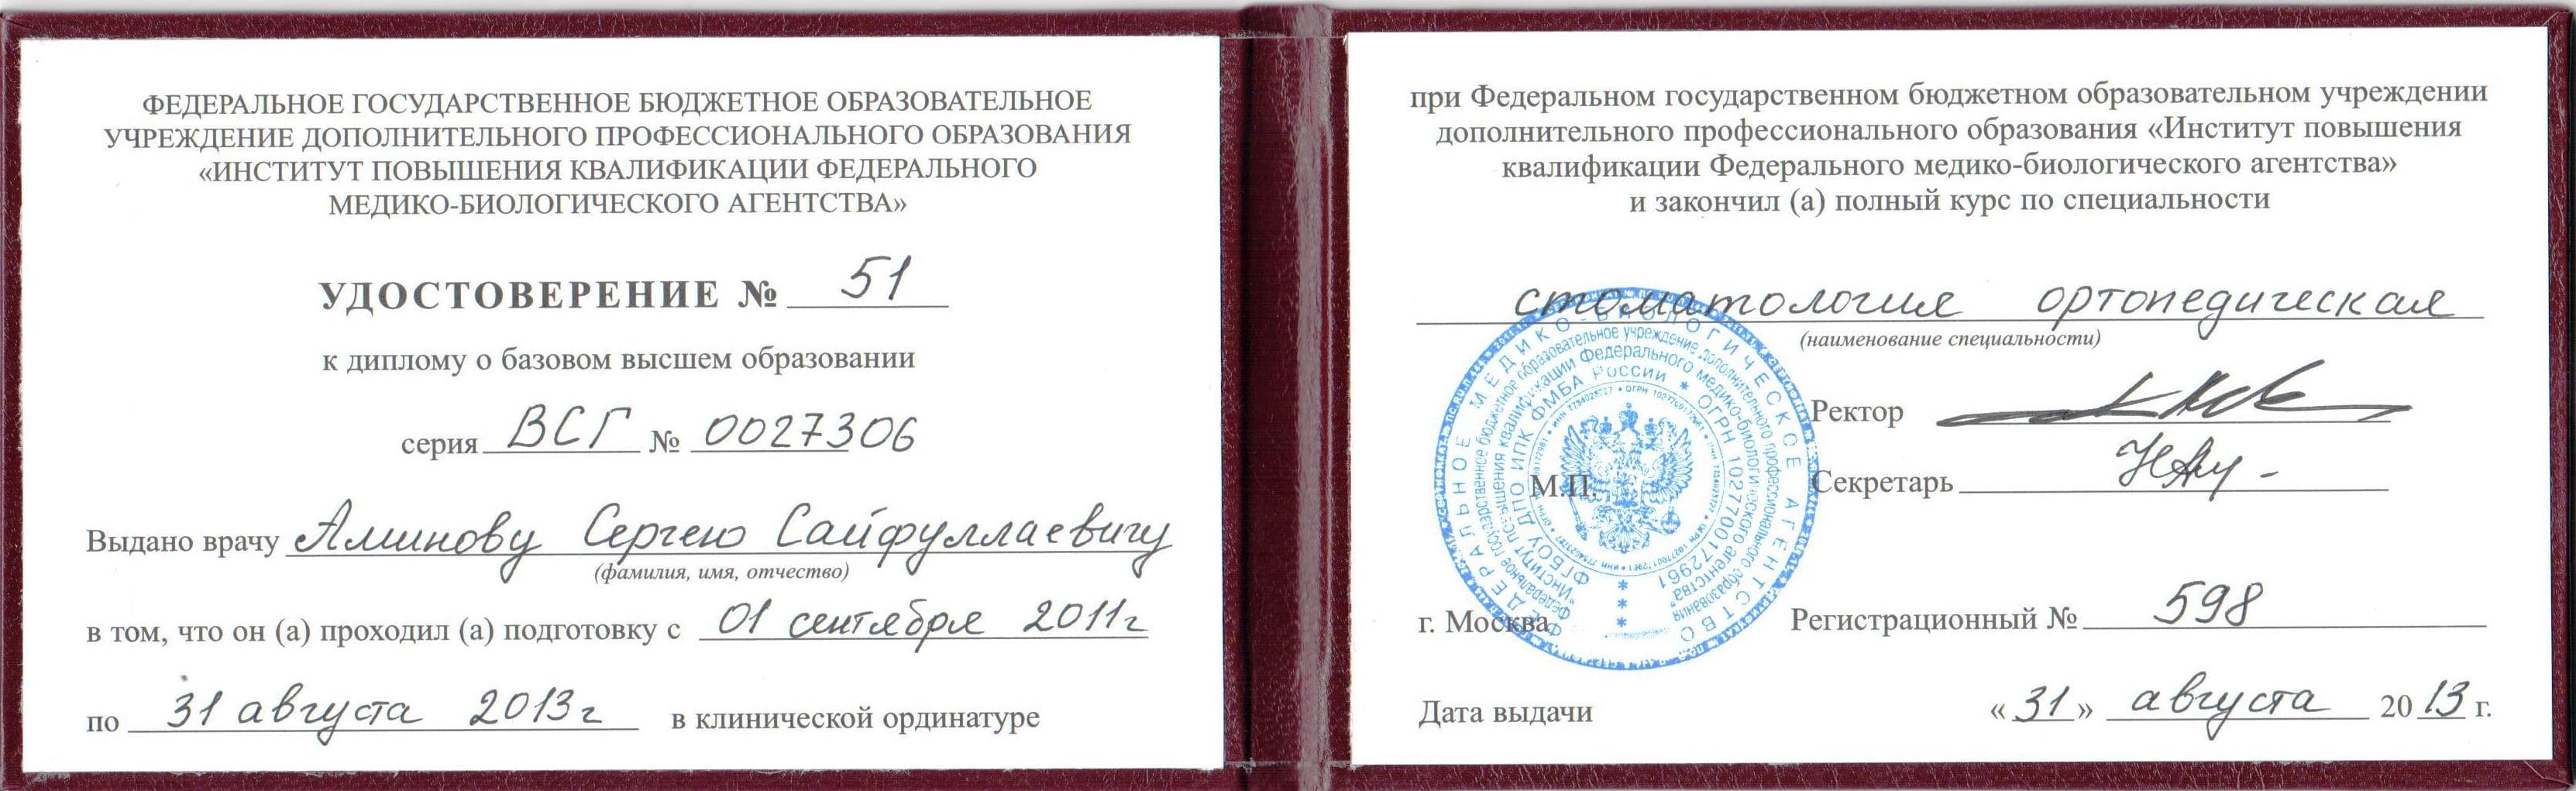 ФЕДЕРАЛЬНОЕ ГОСУДАРСТВЕННОЕ БЮДЖЕТНОЕ ОБРАЗОВАТЕЛЬНОЕ
УЧРЕЖДЕНИЕ ДОПОЛНИТЕЛЬНОГО ПРОФЕССИОНАЛЬНОГО ОБРАЗОВАНИЯ
«ИНСТИТУТ ПОВЫШЕНИЯ КВАЛИФИКАЦИИ ФЕДЕРАЛЬНОГО
МЕДИКО-БИОЛОГИЧЕСКОГО АГЕНТСТВА»
УДОСТОВЕРЕНИЕ № 51
к диплому о базовом высшем образовании
серия ВСГ № 0027306
Выдано врачу Аминову Сергею Сайфуллаевичу
(фамилия, имя, отчество)
в том, что он (а) проходил (а) подготовку с 01 сентября 2011г
по 31 августа 2013г в клинической ординатуре
при Федеральном государственном бюджетном образовательном учреждении
дополнительного профессионального образования «Институт повышения
квалификации Федерального медико-биологического агентства»
и закончил (а) полный курс по специальности
стоматология ортопедическая
(наименование специальности)
Ректор
М.П.
Секретарь
г. Москва
Регистрационный № 598
Дата выдачи «31» августа 2013 г.
ФЕДЕРАЛЬНОЕ МЕДИКО-БИОЛОГИЧЕСКОЕ АГЕНТСТВО
Федеральное государственное бюджетное образовательное учреждение дополнительного профессионального образования
"Институт повышения квалификации Федерального медико-биологического агентства"
ФГБОУ ДПО ИПК ФМБА РОССИИ * ОГРН 1027700172961